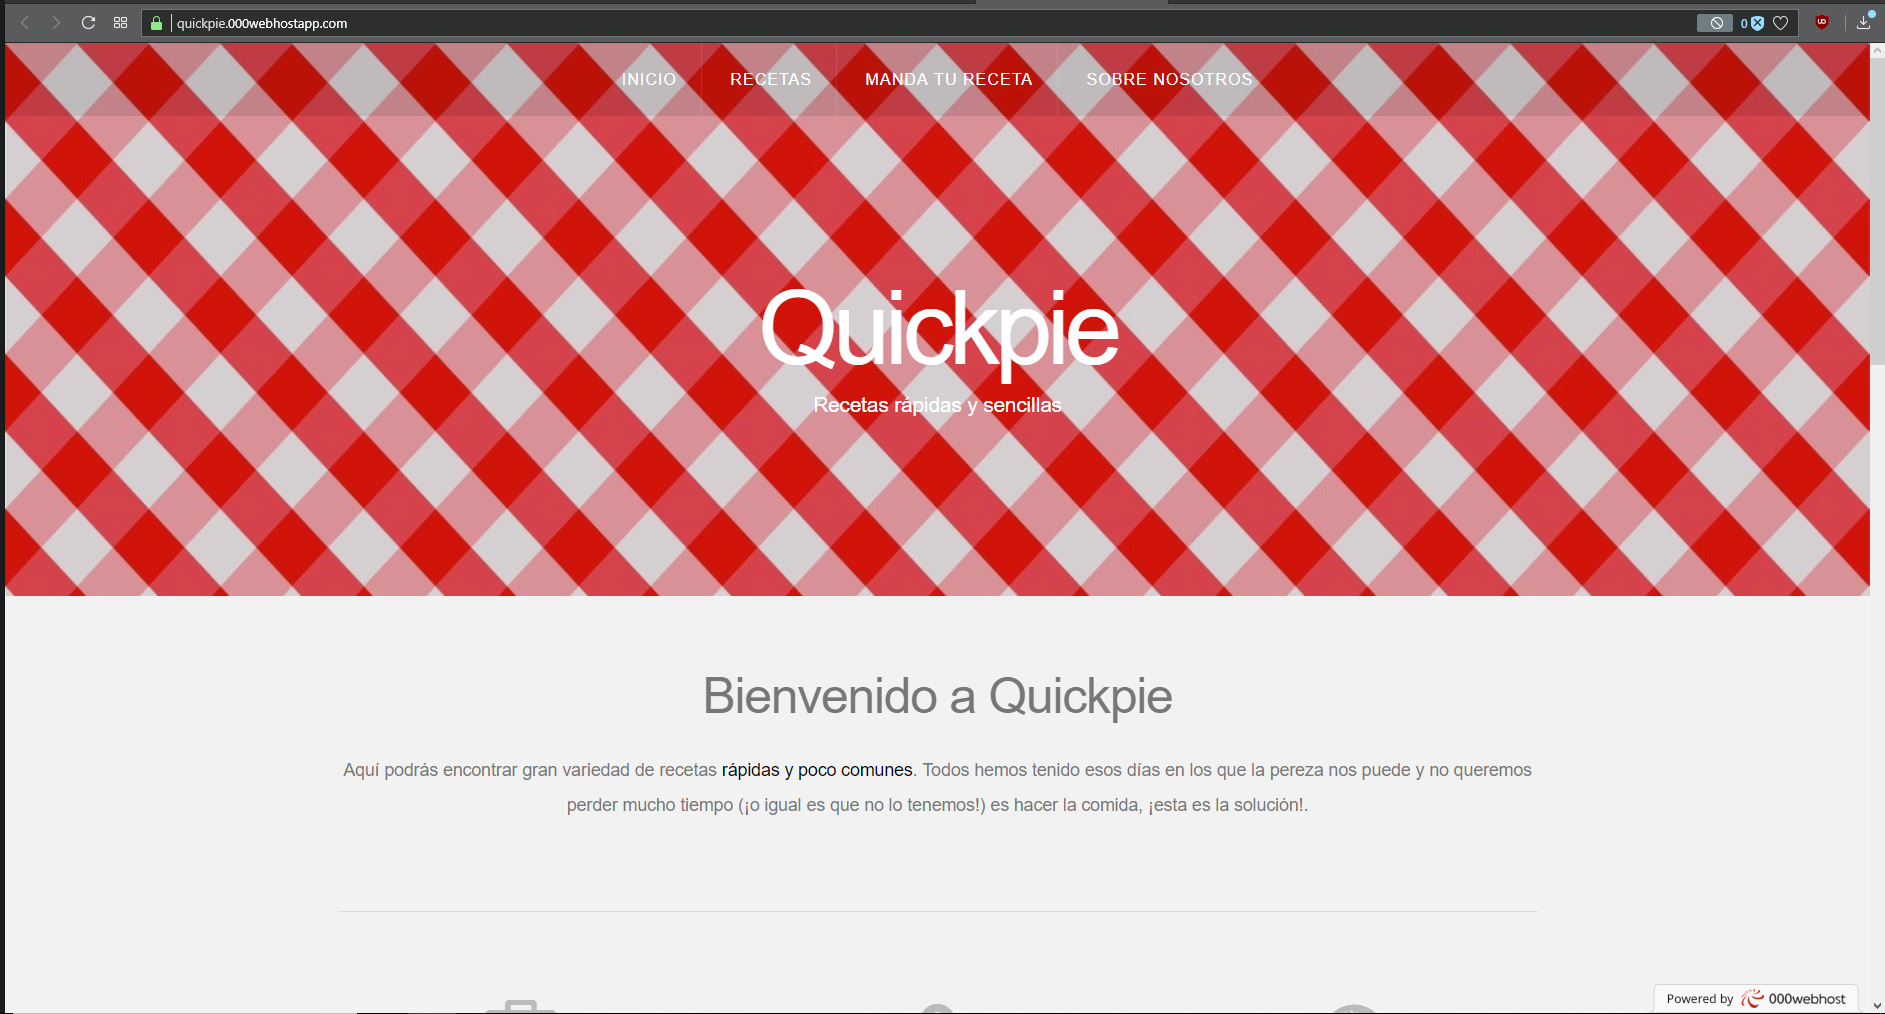 quickpie.000webhostapp.com
0
UD
INICIO
RECETAS
MANDA TU RECETA
SOBRE NOSOTROS
Quickpie
Recetas rápidas y sencillas
Bienvenido a Quickpie
Aquí podrás encontrar gran variedad de recetas rápidas y poco comunes. Todos hemos tenido esos días en los que la pereza nos puede y no queremos
perder mucho tiempo (¡o igual es que no lo tenemos!) es hacer la comida, ¡esta es la solución!.
Powered by 000webhost